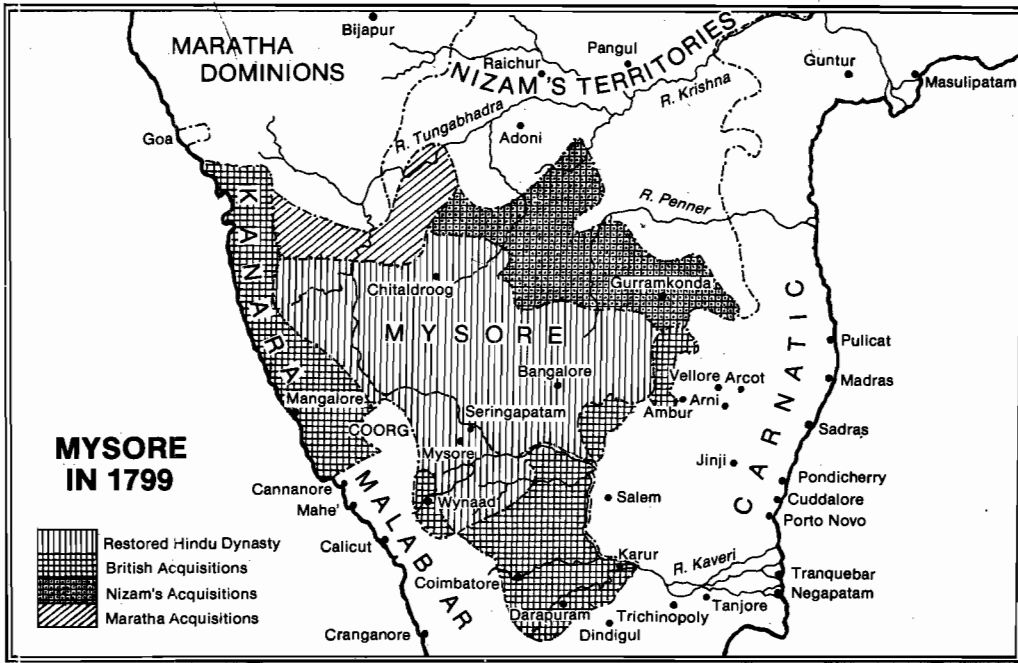 MARATHA
DOMINIONS
Bijapur
Pangul
Raichur
NIZAM'S TERRITORIES
Guntur
Masulipatam
R. Krishna
R. Tungabhadra
Adoni
Goa
R. Penner
KANARA
Chitaldroog
Gurramkonda
MYSORE
CARNATIC
Bangalore
Pulicat
Vellore
Arcot
Madras
Mangalore
Ambur
Arni
Seringapatam
COORG
Sadras
Mysore
Jinji
MYSORE
IN 1799
Pondicherry
Cannanore
Wynaad
Salem
Cuddalore
Mahe'
Porto Novo
MALABAR
Calicut
Restored Hindu Dynasty
British Acquisitions
Nizam's Acquisitions
Maratha Acquisitions
Karur
R. Kaveri
Coimbatore
Tranquebar
Negapatam
Darapuram
Trichinopoly
Tanjore
Dindigul
Cranganore